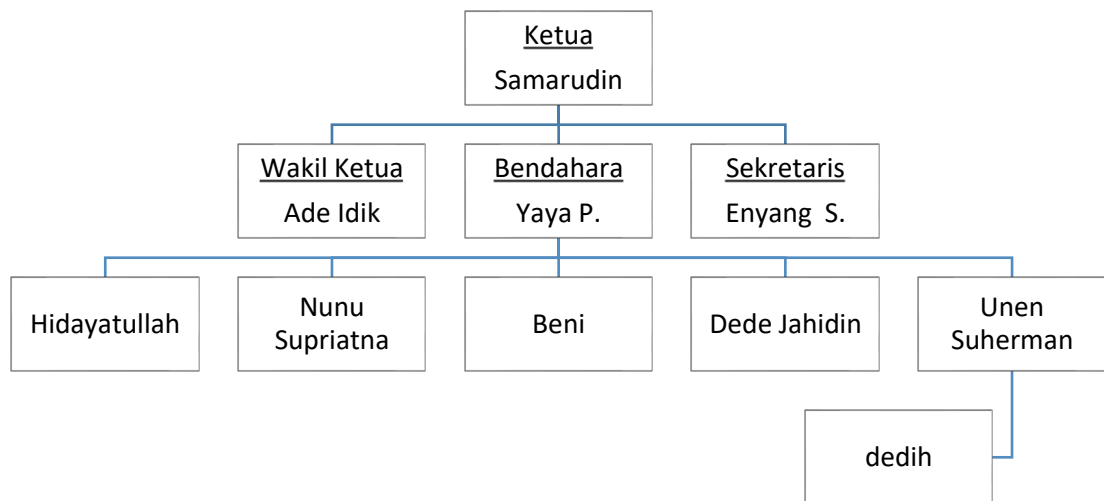 Ketua
Samarudin
Wakil Ketua
Ade Idik
Bendahara
Yaya P.
Sekretaris
Enyang  S.
Hidayatullah
Nunu
Supriatna
Beni
Dede Jahidin
Unen
Suherman
dedih